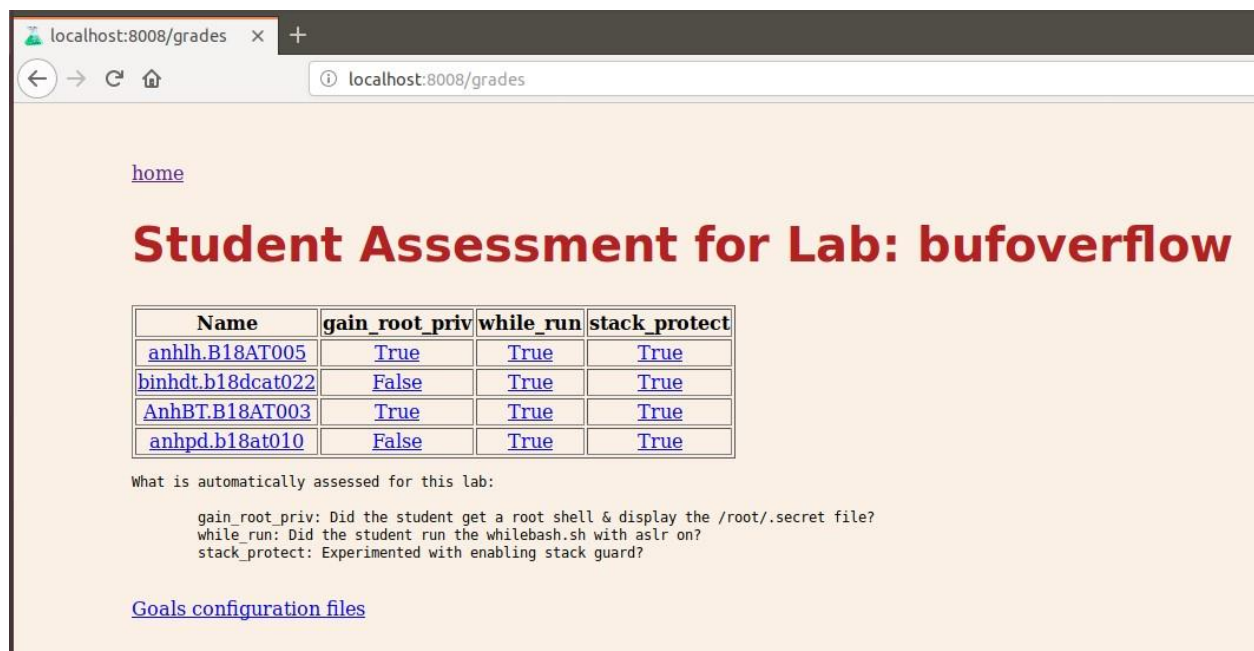 localhost:8008/grades
localhost:8008/grades
home
Student Assessment for Lab: bufoverflow
Name gain_root_priv while_run stack_protect
anhlh.B18AT005 True True True
binhdt.b18dcat022 False True True
AnhBT.B18AT003 True True True
anhpd.b18at010 False True True
What is automatically assessed for this lab:
gain_root_priv: Did the student get a root shell & display the /root/.secret file?
while_run: Did the student run the whilebash.sh with aslr on?
stack_protect: Experimented with enabling stack guard?
Goals configuration files